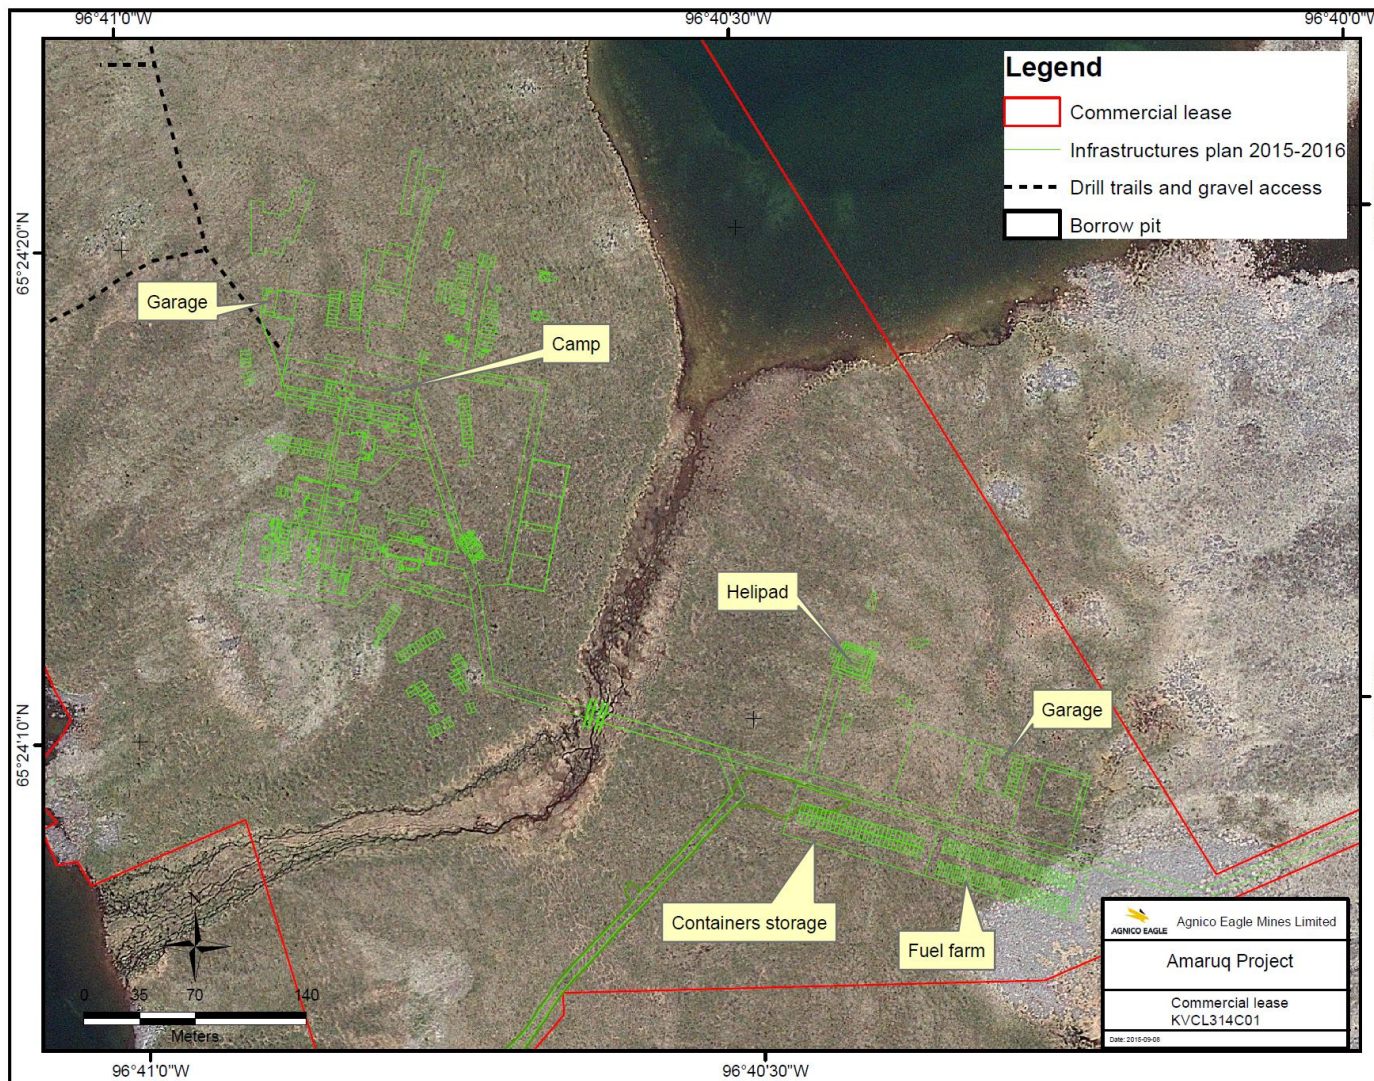 96°41'0"W
96°40'30"W
96°40'0"W
Legend
Commercial lease
Infrastructures plan 2015-2016
Drill trails and gravel access
Borrow pit
65°24'20"N
Garage
Camp
Helipad
Garage
65°24'10"N
Containers storage
Fuel farm
N
0 35 70 140
Meters
AGNICO EAGLE
Agnico Eagle Mines Limited
Amaruq Project
Commercial lease
KVCL314C01
Date: 2015-09-08
96°41'0"W
96°40'30"W